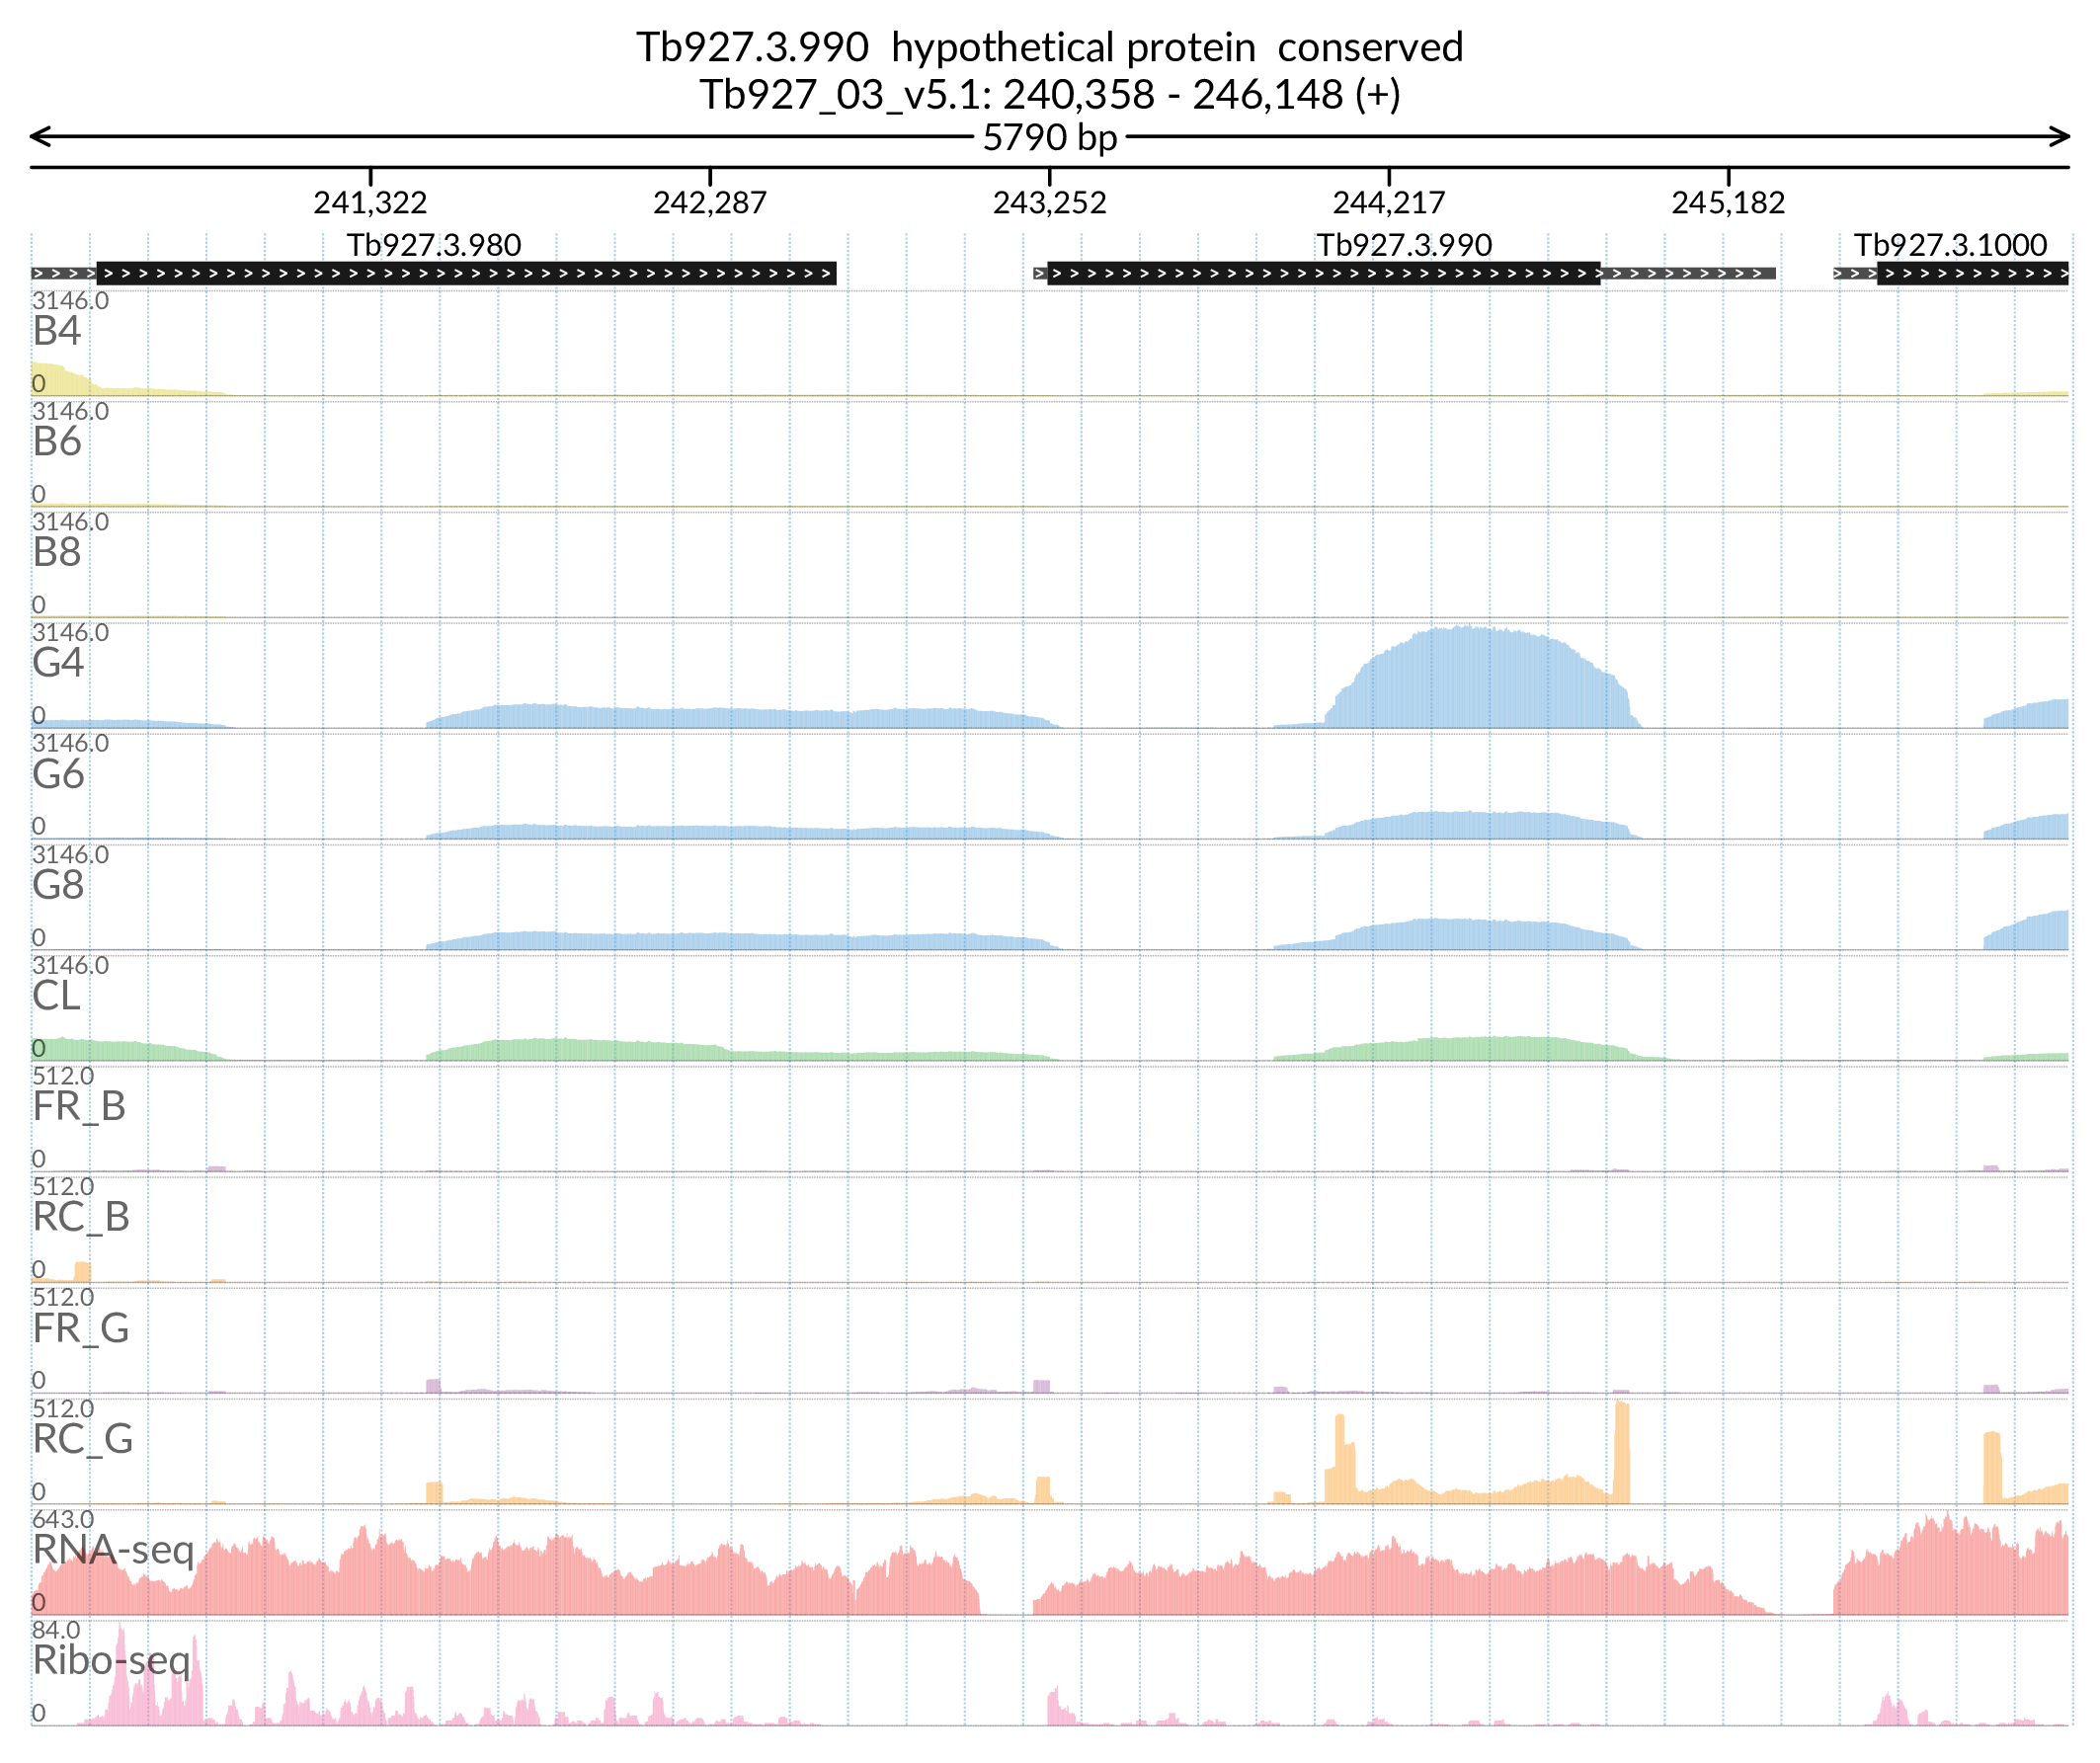 Tb927.3.990  hypothetical protein  conserved
Tb927_03_v5.1: 240,358 - 246,148 (+)
5790 bp
241,322 242,287 243,252 244,217 245,182
Tb927.3.980 Tb927.3.990 Tb927.3.1000
3146.0
B4
0
3146.0
B6
0
3146.0
B8
0
3146.0
G4
0
3146.0
G6
0
3146.0
G8
0
3146.0
CL
0
512.0
FR_B
0
512.0
RC_B
0
512.0
FR_G
0
512.0
RC_G
0
643.0
RNA-seq
0
84.0
Ribo-seq
0